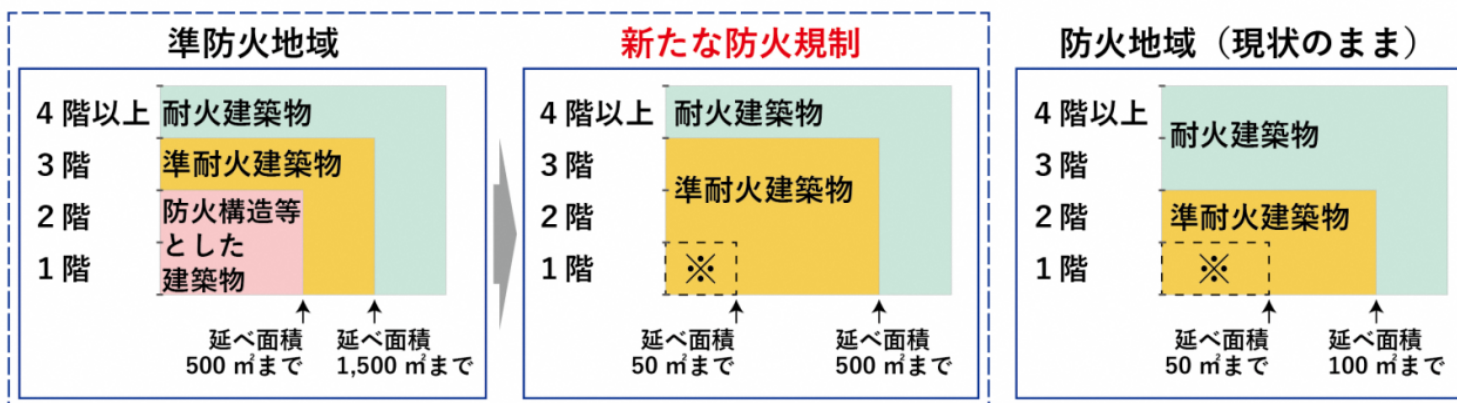 準防火地域
4階以上
3階
2階
1階
耐火建築物
準耐火建築物
防火構造等
とした
建築物
延べ面積
500㎡まで
延べ面積
1,500㎡まで
新たな防火規制
4階以上
3階
2階
1階
耐火建築物
準耐火建築物
※
延べ面積
50㎡まで
延べ面積
500㎡まで
防火地域（現状のまま）
4階以上
3階
2階
1階
耐火建築物
準耐火建築物
※
延べ面積
50㎡まで
延べ面積
100㎡まで